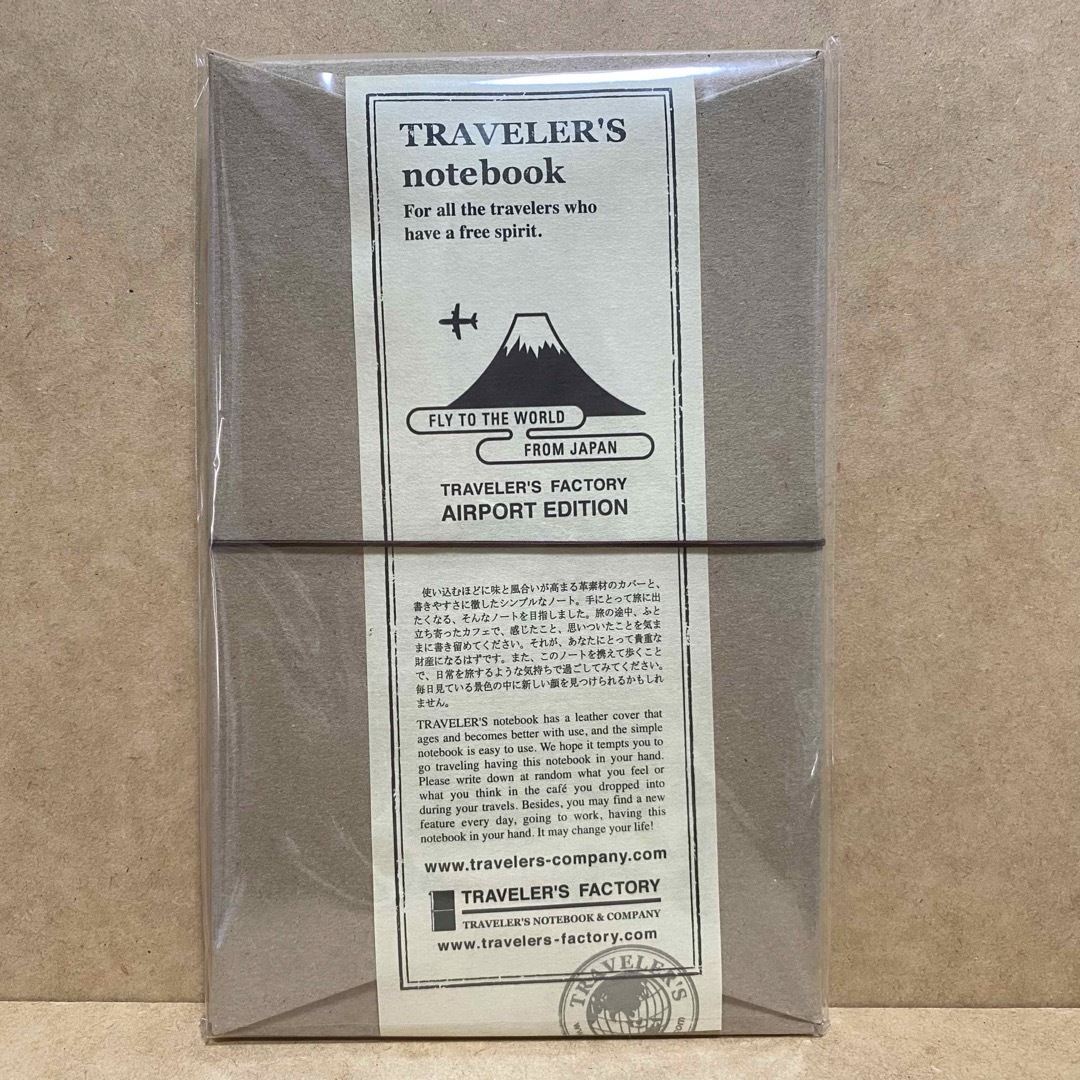 TRAVELER'S
notebook
For all the travelers who
have a free spirit.
FLY TO THE WORLD
FROM JAPAN
TRAVELER'S FACTORY
AIRPORT EDITION
使い込むほどに味と風合いが高まる革素材のカバーと、
書きやすさに徹したシンプルなノート。手にとって旅に出
たくなる、そんなノートを目指しました。旅の途中、ふと
立ち寄ったカフェで、感じたこと、思いついたことを気ま
まに書き留めてください。それが、あなたにとって貴重な
財産になるはずです。また、このノートを携えて歩くこと
で、日常を旅するような気持ちで過ごしてみてください。
毎日見ている景色の中に新しい顔を見つけられるかもしれ
ません。
TRAVELER'S notebook has a leather cover that
ages and becomes better with use, and the simple
notebook is easy to use. We hope it tempts you to
go traveling having this notebook in your hand.
Please write down at random what you feel or
what you think in the café you dropped into
during your travels. Besides, you may find a new
feature every day, going to work, having this
notebook in your hand. It may change your life!
www.travelers-company.com
TRAVELER'S FACTORY
TRAVELER'S NOTEBOOK & COMPANY
www.travelers-factory.com
TRAVELER'S